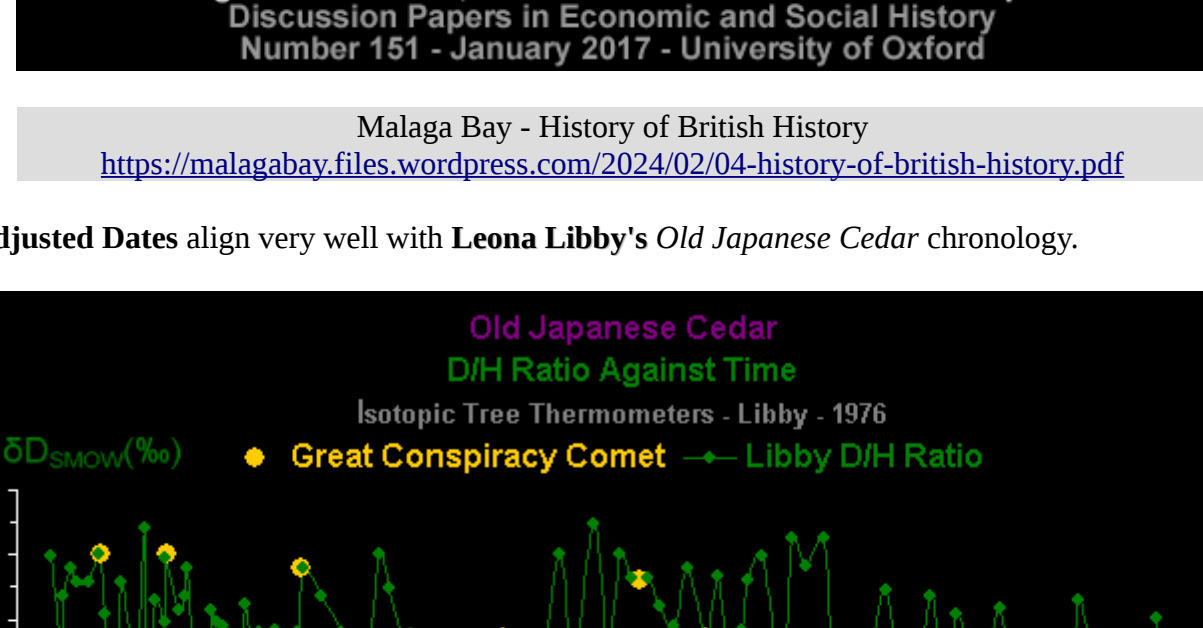 Discussion Papers in Economic and Social History
Number 151 - January 2017 - University of Oxford
Malaga Bay - History of British History
https://malagabay.files.wordpress.com/2024/02/04-history-of-british-history.pdf
djusted Dates align very well with Leona Libby's Old Japanese Cedar chronology.
Old Japanese Cedar
D/H Ratio Against Time
Isotopic Tree Thermometers - Libby - 1976
δDSMOW(‰) Great Conspiracy Comet Libby D/H Ratio